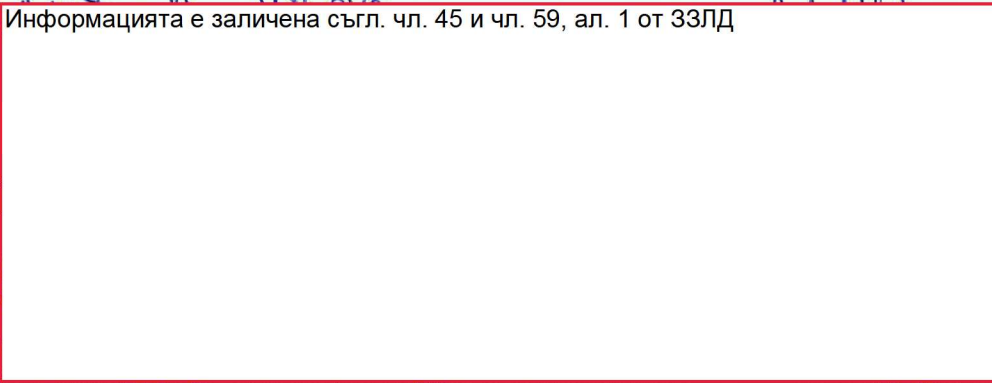 Информацията е заличена съгл. чл. 45 и чл. 59, ал. 1 от ЗЗЛД